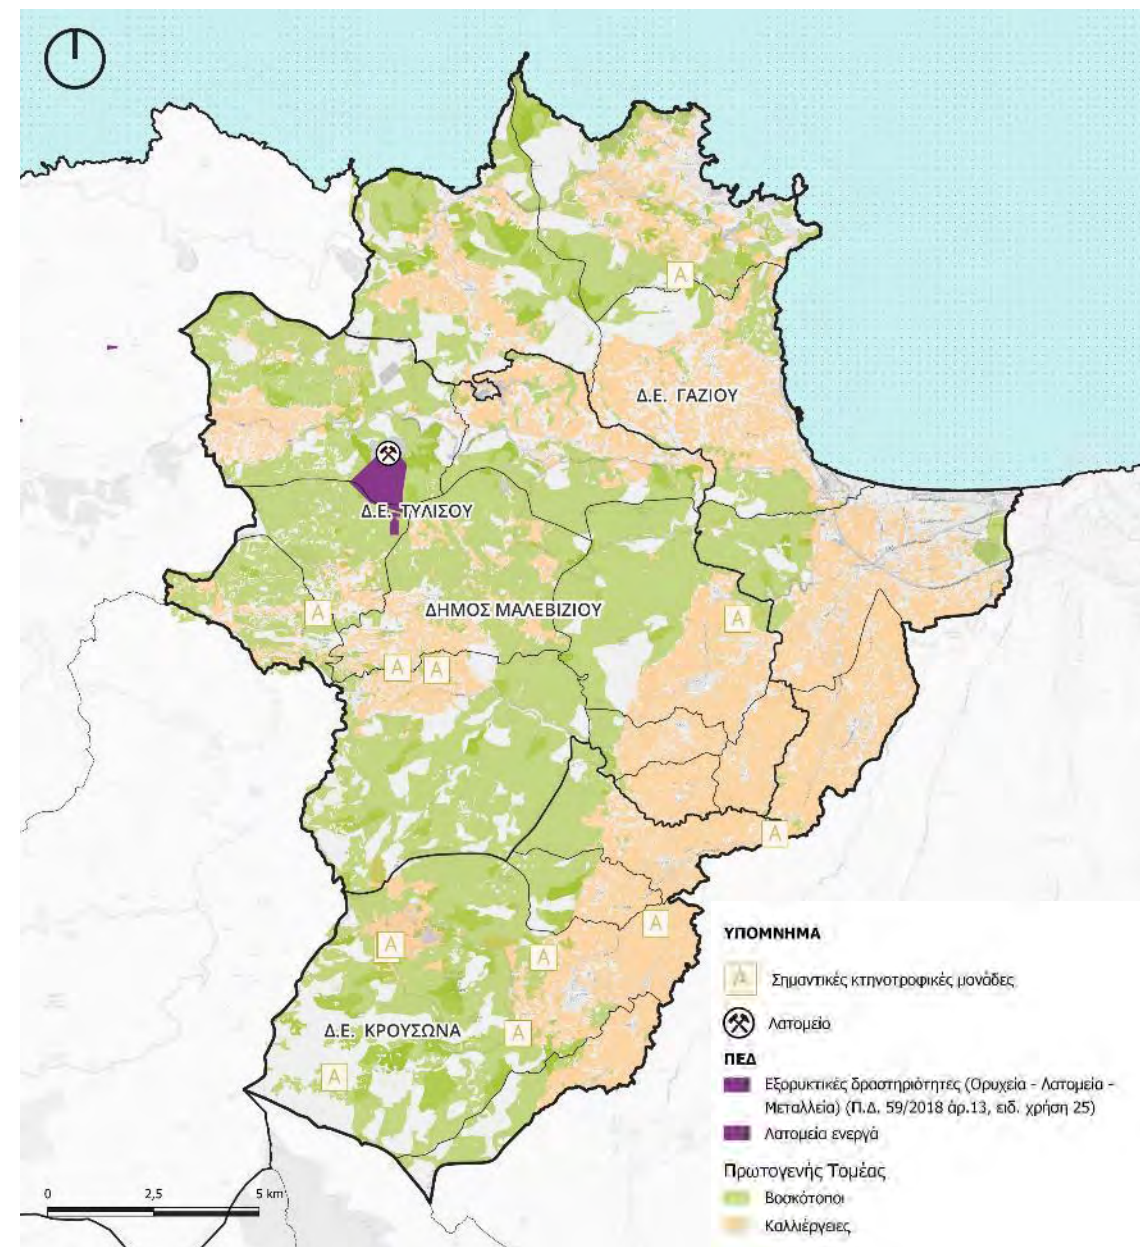 A
Δ.Ε. ΓΑΖΙΟΥ
Δ.Ε. ΤΥΛΙΣΟΥ
A
ΔΗΜΟΣ ΜΑΛΕΒΙΖΙΟΥ
A
A
A
A
A
A
A
Δ.Ε. ΚΡΟΥΣΩΝΑ
A
A
ΥΠΟΜΝΗΜΑ
A
Σημαντικές κτηνοτροφικές μονάδες
Λατομείο
ΠΕΔ
Εξορυκτικές δραστηριότητες (Ορυχεία - Λατομεία -
Μεταλλεία) (Π.Δ. 59/2018 άρ.13, ειδ. χρήση 25)
Λατομεία ενεργά
Πρωτογενής Τομέας
Βοσκότοποι
Καλλιέργειες
0 2,5 5 km